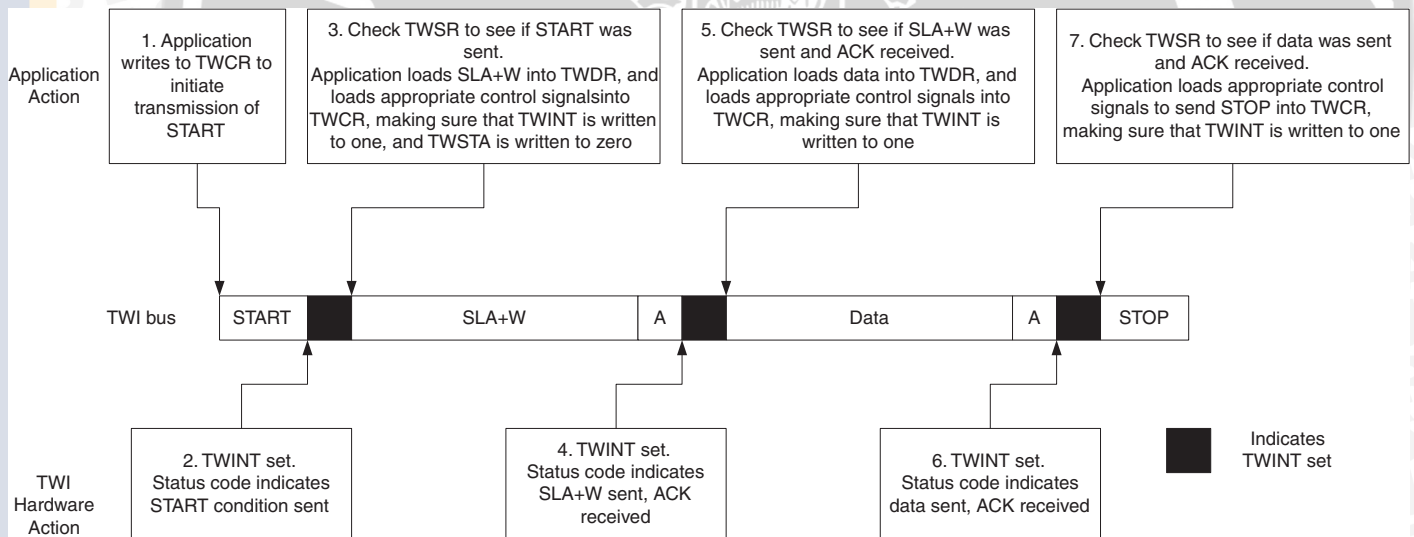 Application
Action
1. Application
writes to TWCR to
initiate
transmission of
START
3. Check TWSR to see if START was
sent.
Application loads SLA+W into TWDR, and
loads appropriate control signalsinto
TWCR, making sure that TWINT is written
to one, and TWSTA is written to zero
5. Check TWSR to see if SLA+W was
sent and ACK received.
Application loads data into TWDR, and
loads appropriate control signals into
TWCR, making sure that TWINT is
written to one
7. Check TWSR to see if data was sent
and ACK received.
Application loads appropriate control
signals to send STOP into TWCR,
making sure that TWINT is written to one
TWI bus
START
SLA+W
A
Data
A
STOP
TWI
Hardware
Action
2. TWINT set.
Status code indicates
START condition sent
4. TWINT set.
Status code indicates
SLA+W sent, ACK
received
6. TWINT set.
Status code indicates
data sent, ACK received
Indicates
TWINT set